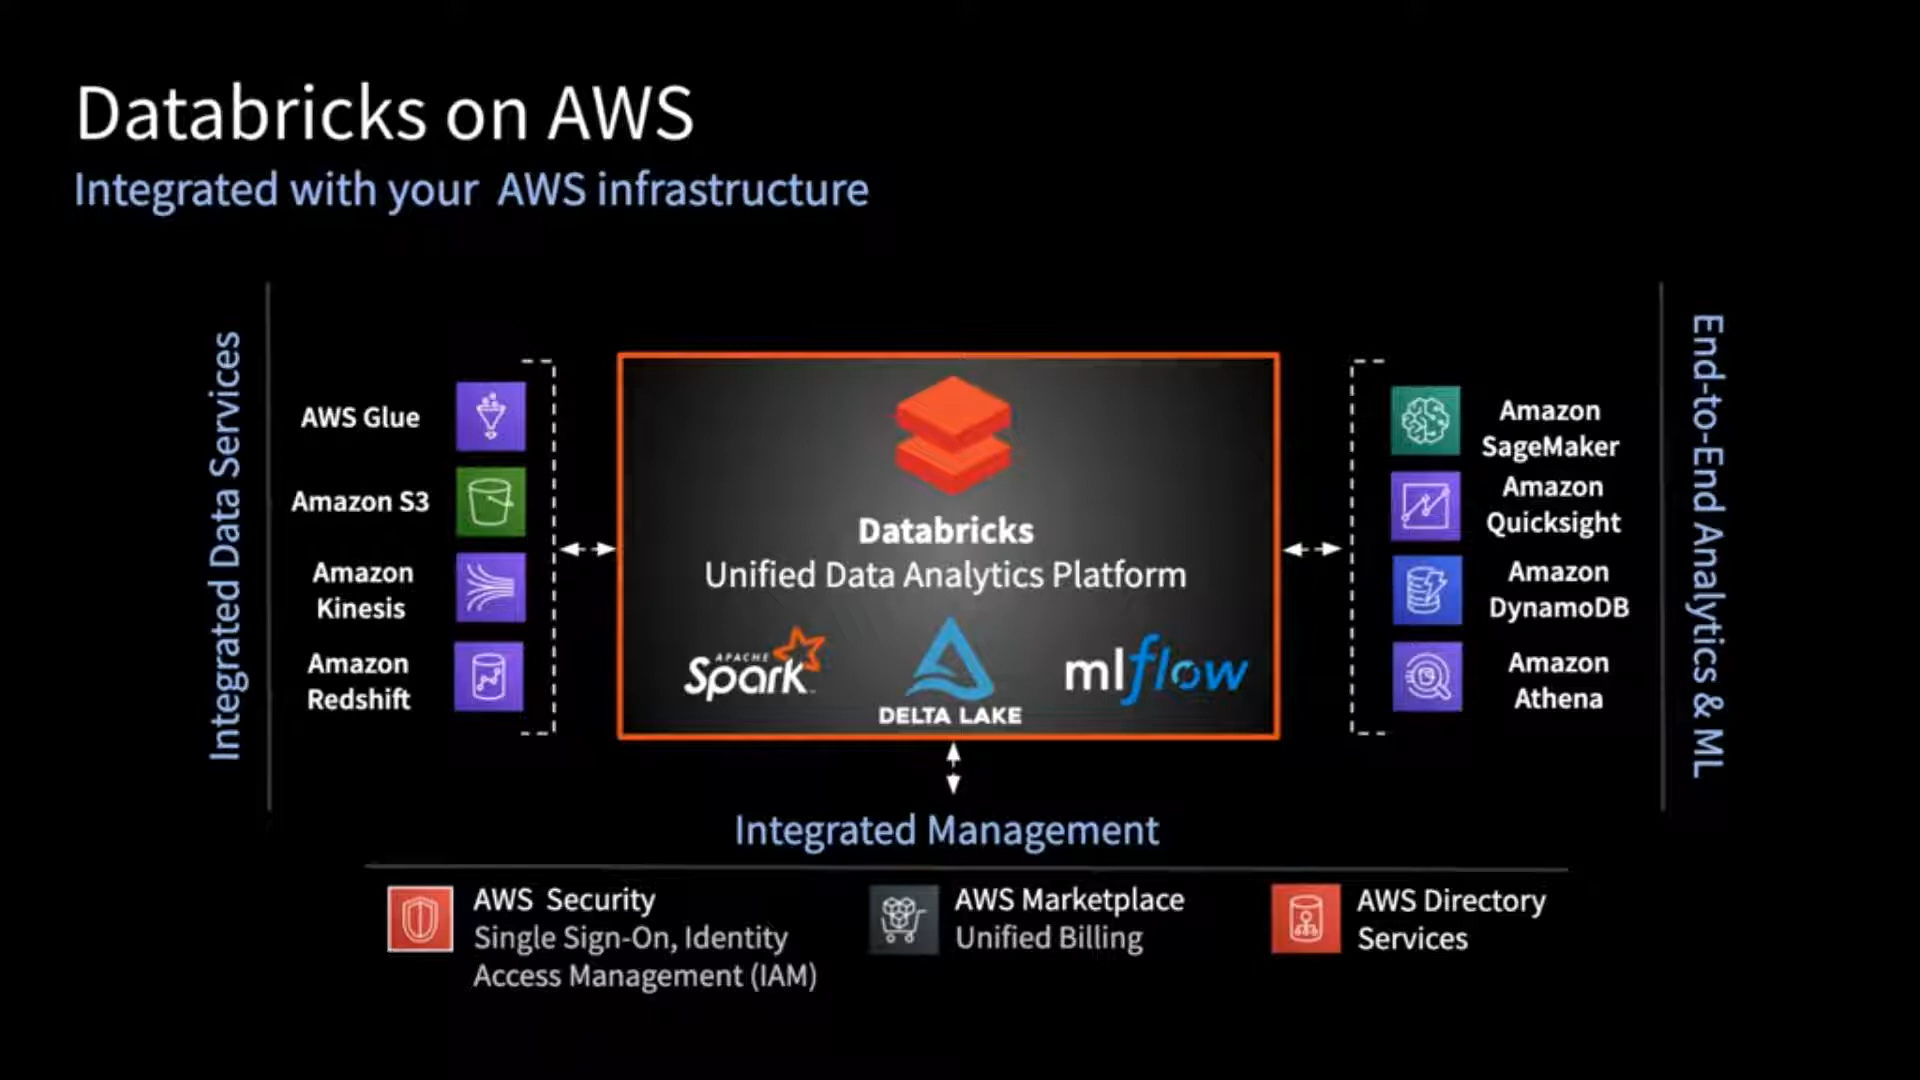 Databricks on AWS
Integrated with your AWS infrastructure
Integrated Data Services
AWS Glue
Amazon S3
Amazon
Kinesis
Amazon
Redshift
Databricks
Unified Data Analytics Platform
APACHE
Spark
DELTA LAKE
mlflow
Amazon
SageMaker
Amazon
Quicksight
Amazon
DynamoDB
Amazon
Athena
End-to-End Analytics & ML
Integrated Management
AWS Security
Single Sign-On, Identity
Access Management (IAM)
AWS Marketplace
Unified Billing
AWS Directory
Services